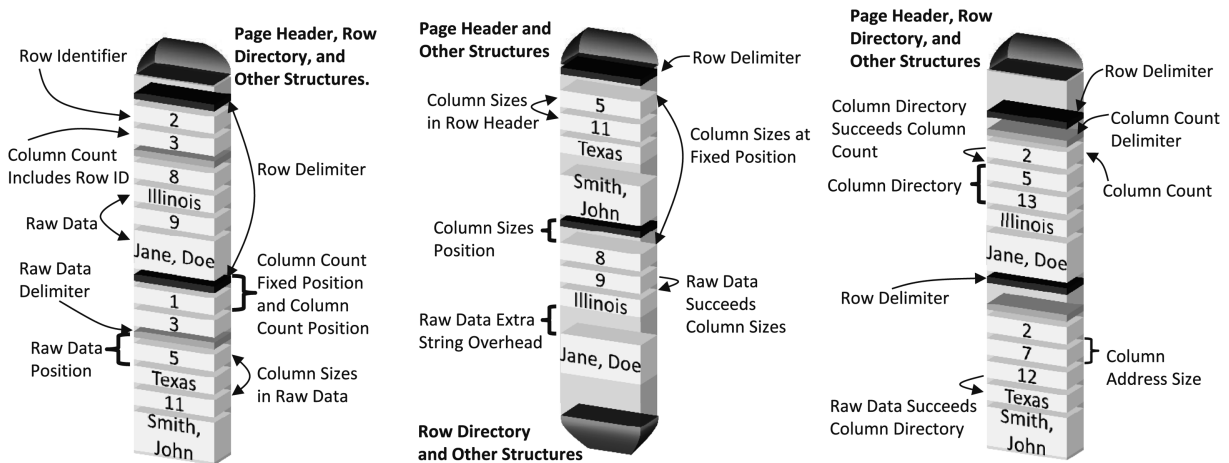 Page Header, Row
Directory, and
Other Structures.
Row Identifier
2
3
Column Count
Includes Row ID
8
Illinois
9
Raw Data
Jane, Doe
Row Delimiter
Raw Data
Delimiter
1
3
Column Count
Fixed Position
and Column
Count Position
Raw Data
Position
5
Texas
11
Smith,
John
Column Sizes
in Raw Data
Page Header and
Other Structures
Row Delimiter
Column Sizes
in Row Header
5
11
Texas
Smith,
John
Column Sizes at
Fixed Position
Column Sizes
Position
8
9
Illinois
Raw Data
Succeeds
Column Sizes
Raw Data Extra
String Overhead
Jane, Doe
Row Directory
and Other Structures
Page Header, Row
Directory, and
Other Structures
Row Delimiter
Column Count
Delimiter
Column Directory
Succeeds Column
Count
2
Column Count
Column Directory
5
13
Illinois
Jane, Doe
Row Delimiter
2
7
12
Column
Address Size
Texas
Raw Data Succeeds
Column Directory
Smith,
John